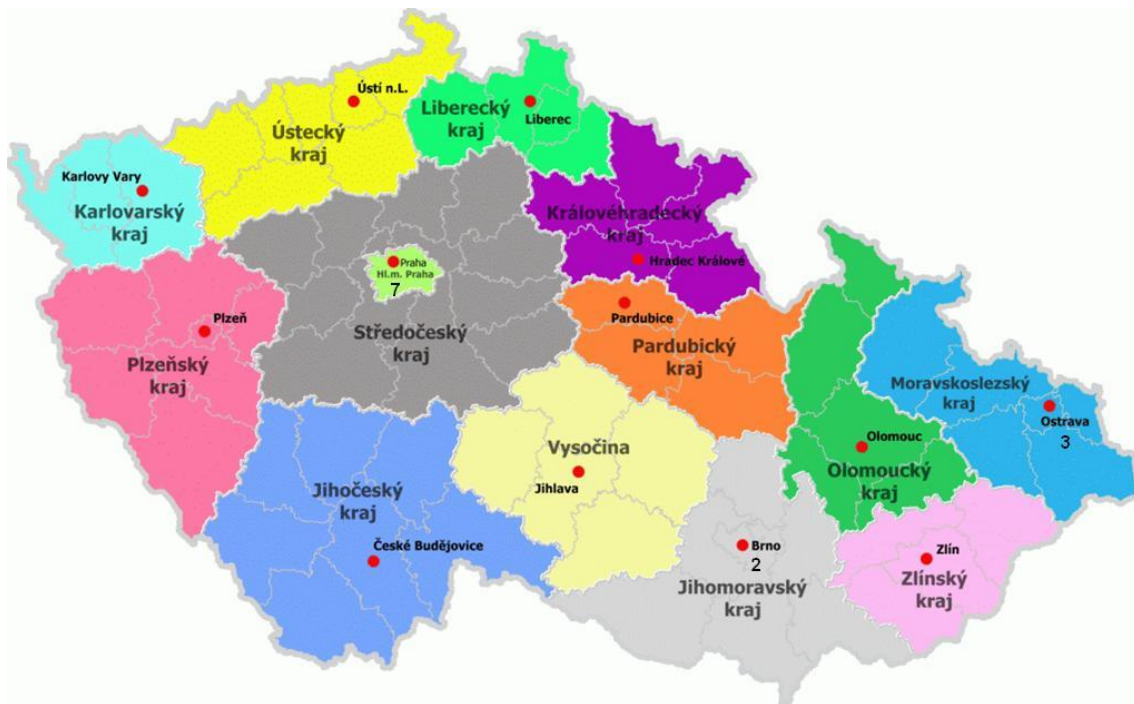 Ústí n.L.
Liberecký
kraj
Liberec
Ústecký
kraj
Karlovy Vary
Karlovarský
kraj
Královéhradecký
kraj
Hradec Králové
Praha
Hl.m. Praha
7
Plzeň
Plzeňský
kraj
Středočeský
kraj
Pardubice
Pardubický
kraj
Moravskoslezský
kraj
Ostrava
3
Vysočina
Jihlava
Olomouc
Olomoucký
kraj
Jihočeský
kraj
České Budějovice
Brno
2
Jihomoravský
kraj
Zlín
Zlínský
kraj